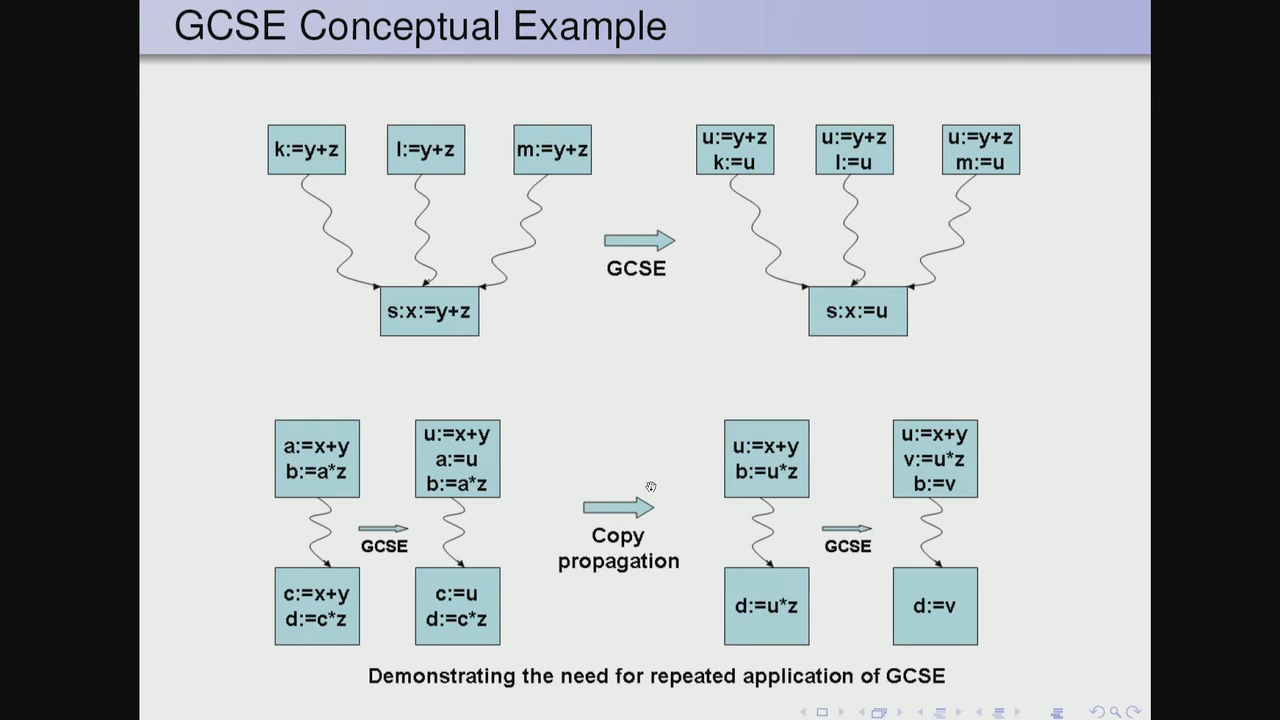 GCSE Conceptual Example
k:=y+z
l:=y+z
m:=y+z
u:=y+z
k:=u
u:=y+z
l:=u
u:=y+z
m:=u
GCSE
s:x:=y+z
s:x:=u
a:=x+y
b:=a*z
u:=x+y
a:=u
b:=a*z
u:=x+y
b:=u*z
u:=x+y
v:=u*z
b:=v
GCSE
Copy
propagation
GCSE
c:=x+y
d:=c*z
c:=u
d:=c*z
d:=u*z
d:=v
Demonstrating the need for repeated application of GCSE